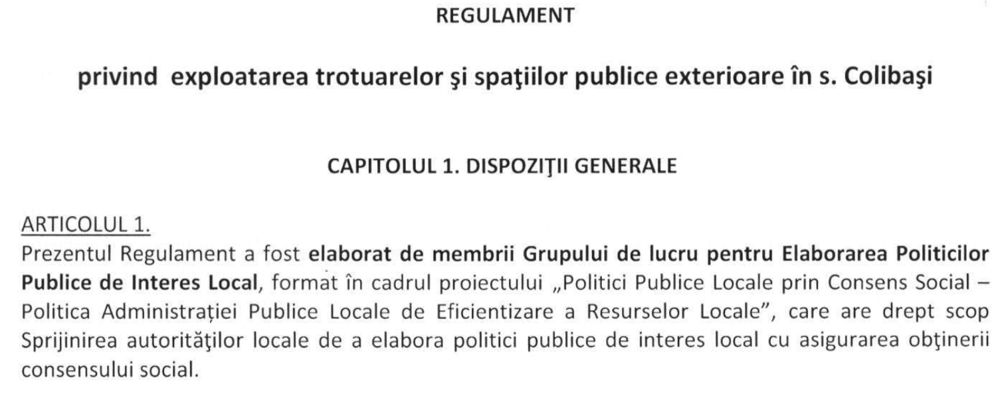 REGULAMENT
privind exploatarea trotuarelor şi spaţiilor publice exterioare în s. Colibaşi
CAPITOLUL 1. DISPOZIŢII GENERALE
ARTICOLUL 1.
Prezentul Regulament a fost elaborat de membrii Grupului de lucru pentru Elaborarea Politicilor
Publice de Interes Local, format în cadrul proiectului „Politici Publice Locale prin Consens Social –
Politica Administrației Publice Locale de Eficientizare a Resurselor Locale”, care are drept scop
Sprijinirea autorităţilor locale de a elabora politici publice de interes local cu asigurarea obţinerii
consensului social.